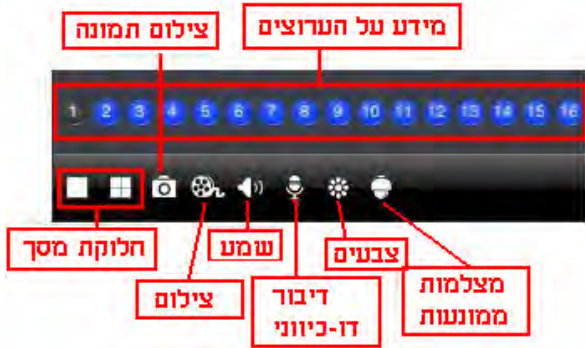 מידע על הערוצים
צילום תמונה
1 2 3 4 5 6 7 8 9 10 11 12 13 14 15 16
חלוקת מסך
צילום
שמע
דיבור
דו-כיווני
צבעים
מצלמות
ממונעות